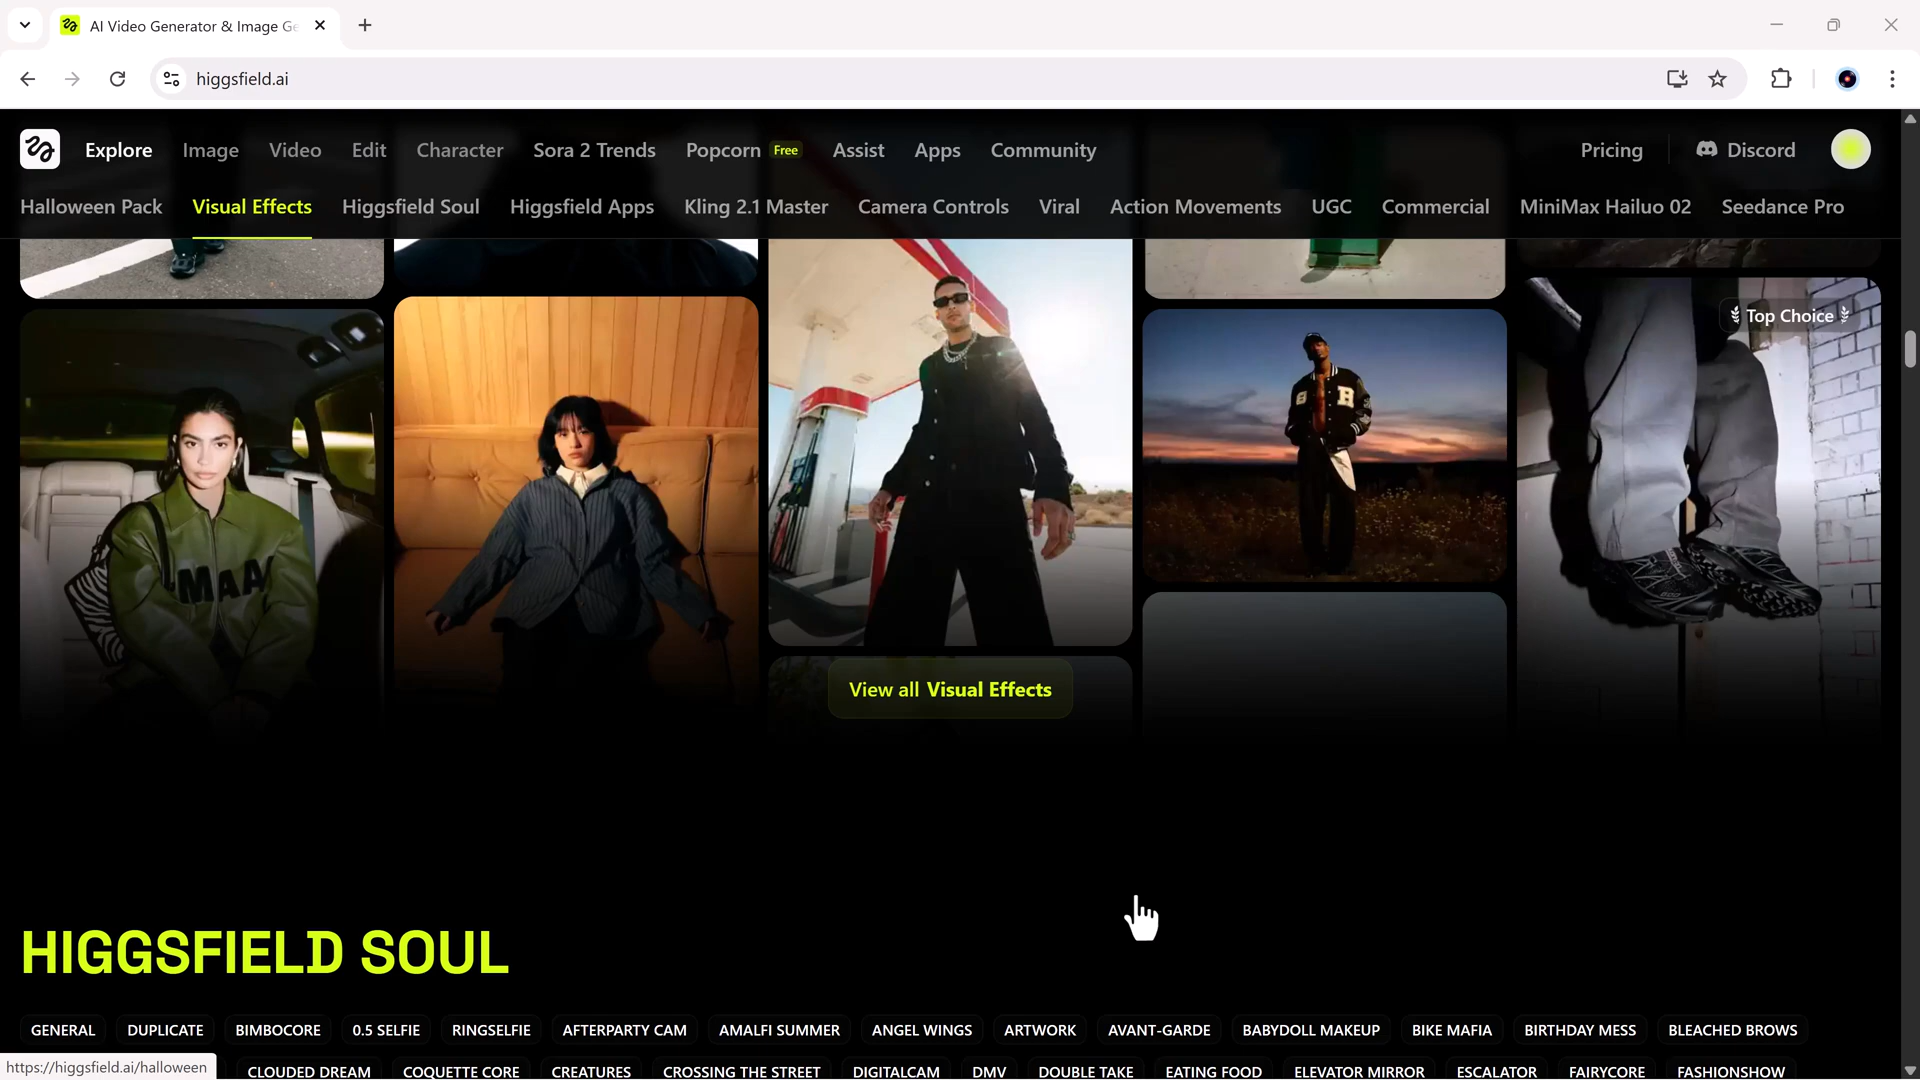 AI Video Generator & Image Ge
higgsfield.ai
Explore Image Video Edit Character Sora 2 Trends Popcorn Free Assist Apps Community Pricing Discord
Halloween Pack Visual Effects Higgsfield Soul Higgsfield Apps Kling 2.1 Master Camera Controls Viral Action Movements UGC Commercial MiniMax Hailuo 02 Seedance Pro
Top Choice
H
MAA
View all Visual Effects
HIGGSFIELD SOUL
GENERAL DUPLICATE BIMBOCORE 0.5 SELFIE RINGSELFIE AFTERPARTY CAM AMALFI SUMMER ANGEL WINGS ARTWORK AVANT-GARDE BABYDOLL MAKEUP BIKE MAFIA BIRTHDAY MESS BLEACHED BROWS
https://higgsfield.ai/halloween CLOUDED DREAM COQUETTE CORE CREATURES CROSSING THE STREET DIGITALCAM DMV DOUBLE TAKE EATING FOOD ELEVATOR MIRROR ESCALATOR FAIRYCORE FASHIONSHOW